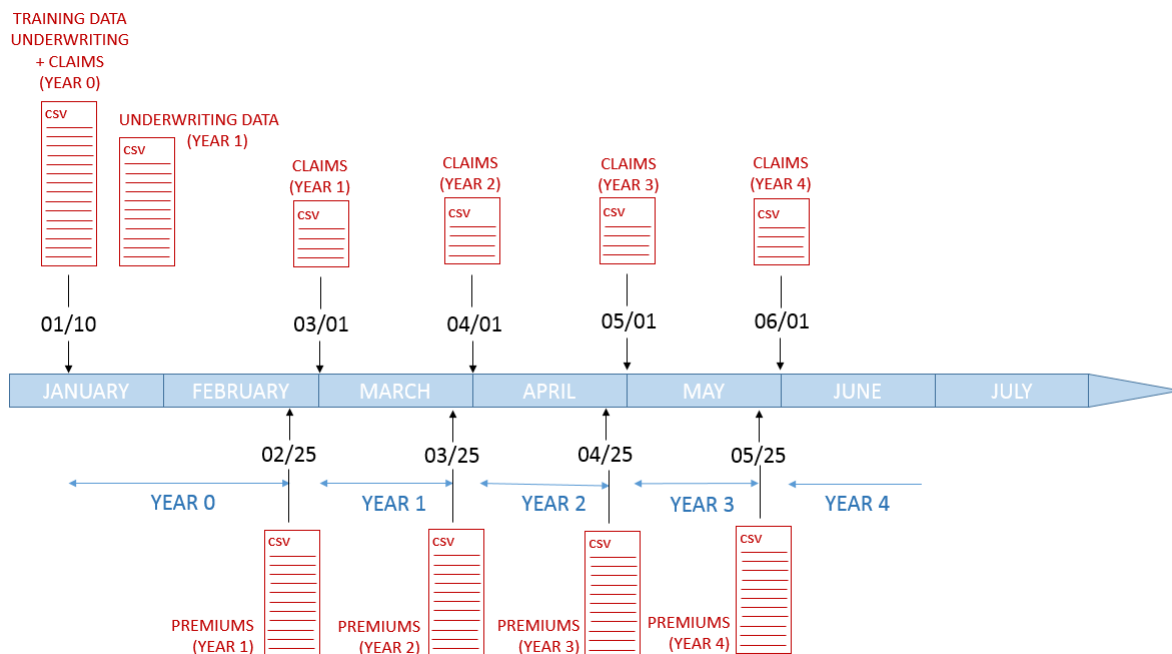 TRAINING DATA
UNDERWRITING
+ CLAIMS
(YEAR 0)
CSV
UNDERWRITING DATA
(YEAR 1)
CSV
CLAIMS
(YEAR 1)
CSV
CLAIMS
(YEAR 2)
CSV
CLAIMS
(YEAR 3)
CSV
CLAIMS
(YEAR 4)
CSV
01/10
03/01
04/01
05/01
06/01
JANUARY
FEBRUARY
MARCH
APRIL
MAY
JUNE
JULY
02/25
03/25
04/25
05/25
YEAR 0
YEAR 1
YEAR 2
YEAR 3
YEAR 4
CSV
PREMIUMS
(YEAR 1)
CSV
PREMIUMS
(YEAR 2)
CSV
PREMIUMS
(YEAR 3)
CSV
PREMIUMS
(YEAR 4)